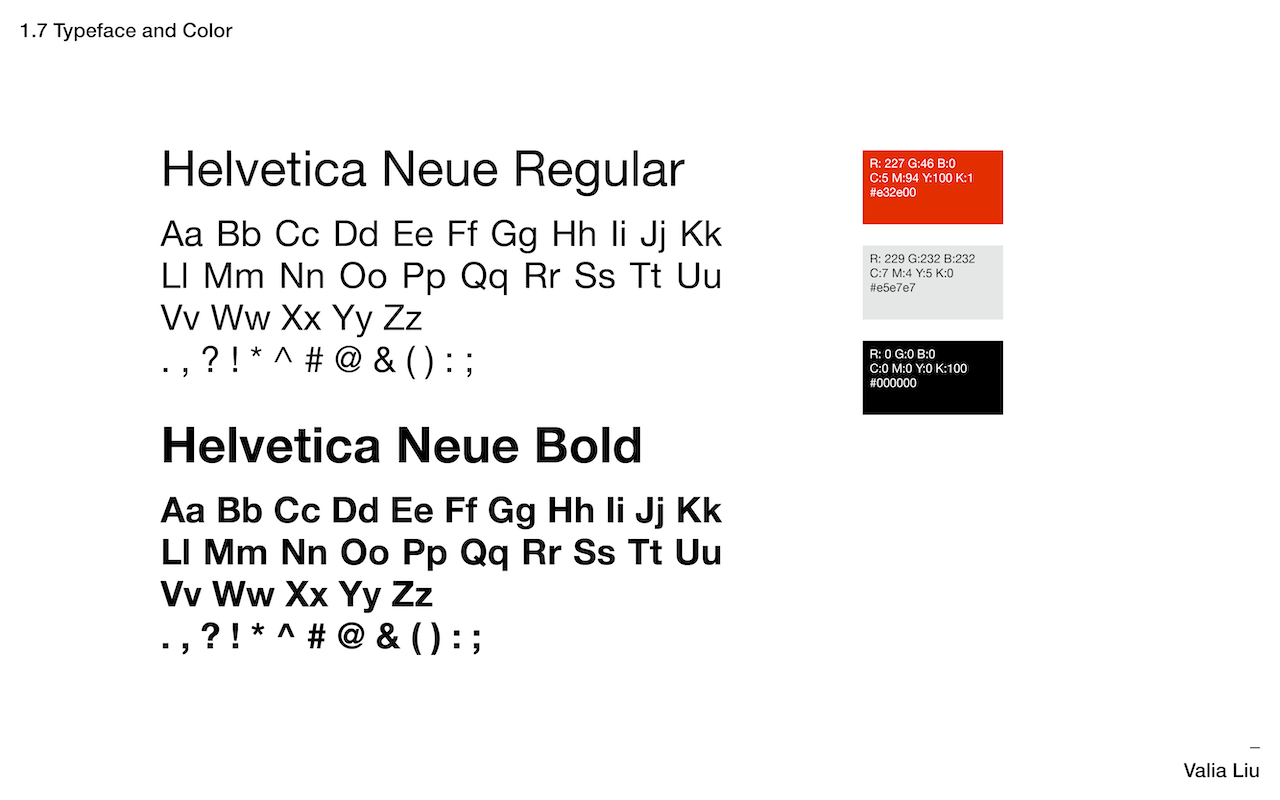 1.7 Typeface and Color
Helvetica Neue Regular
Aa Bb Cc Dd Ee Ff Gg Hh Ii Jj Kk
Ll Mm Nn Oo Pp Qq Rr Ss Tt Uu
Vv Ww Xx Yy Zz
. , ? ! * ^ # @ & ( ) : ;
Helvetica Neue Bold
Aa Bb Cc Dd Ee Ff Gg Hh Ii Jj Kk
Ll Mm Nn Oo Pp Qq Rr Ss Tt Uu
Vv Ww Xx Yy Zz
. , ? ! * ^ # @ & ( ) : ;
R: 227 G:46 B:0
C:5 M:94 Y:100 K:1
#e32e00
R: 229 G:232 B:232
C:7 M:4 Y:5 K:0
#e5e7e7
R: 0 G:0 B:0
C:0 M:0 Y:0 K:100
#000000
–
Valia Liu